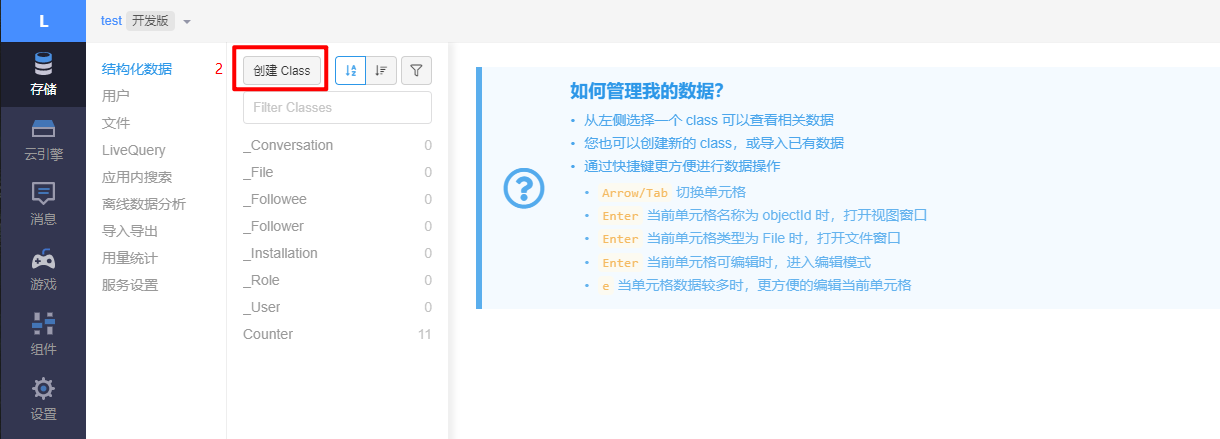 L
test 开发版
存储
云引擎
消息
游戏
组件
设置
结构化数据
用户
文件
LiveQuery
应用内搜索
离线数据分析
导入导出
用量统计
服务设置
2
创建 Class
Filter Classes
_Conversation 0
_File 0
_Followee 0
_Follower 0
_Installation 0
_Role 0
_User 0
Counter 11
如何管理我的数据?
• 从左侧选择一个 class 可以查看相关数据
• 您也可以创建新的 class，或导入已有数据
• 通过快捷键更方便进行数据操作
• Arrow/Tab 切换单元格
• Enter 当前单元格名称为 objectId 时，打开视图窗口
• Enter 当前单元格类型为 File 时，打开文件窗口
• Enter 当前单元格可编辑时，进入编辑模式
• e 当单元格数据较多时，更方便的编辑当前单元格